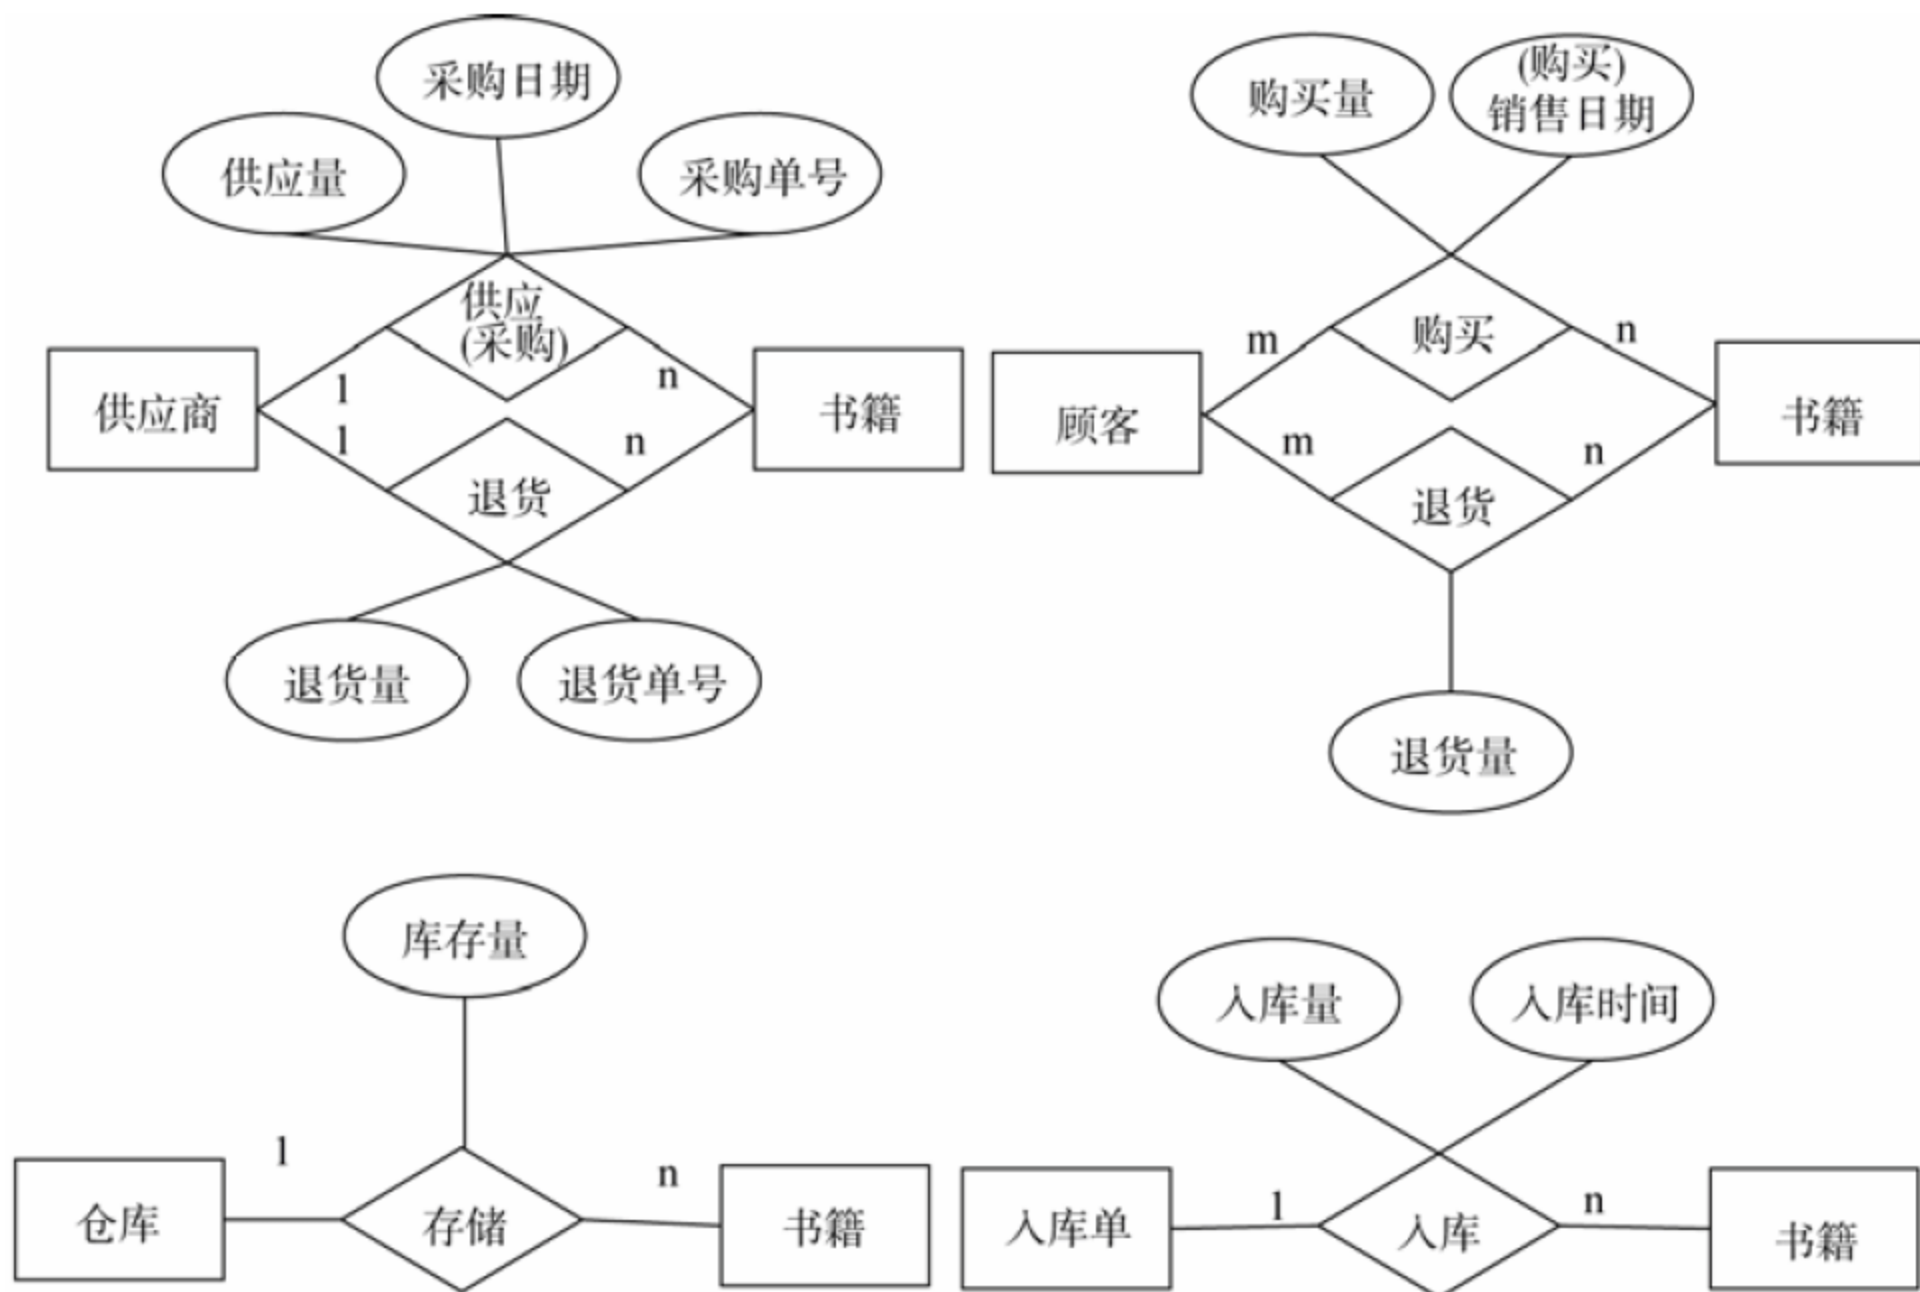 采购日期
供应量
采购单号
供应
(采购)
供应商
1
n
书籍
1
n
退货
退货量
退货单号
购买量
(购买)
销售日期
m
购买
n
顾客
书籍
m
n
退货
退货量
库存量
仓库
1
存储
n
书籍
入库量
入库时间
入库单
1
入库
n
书籍